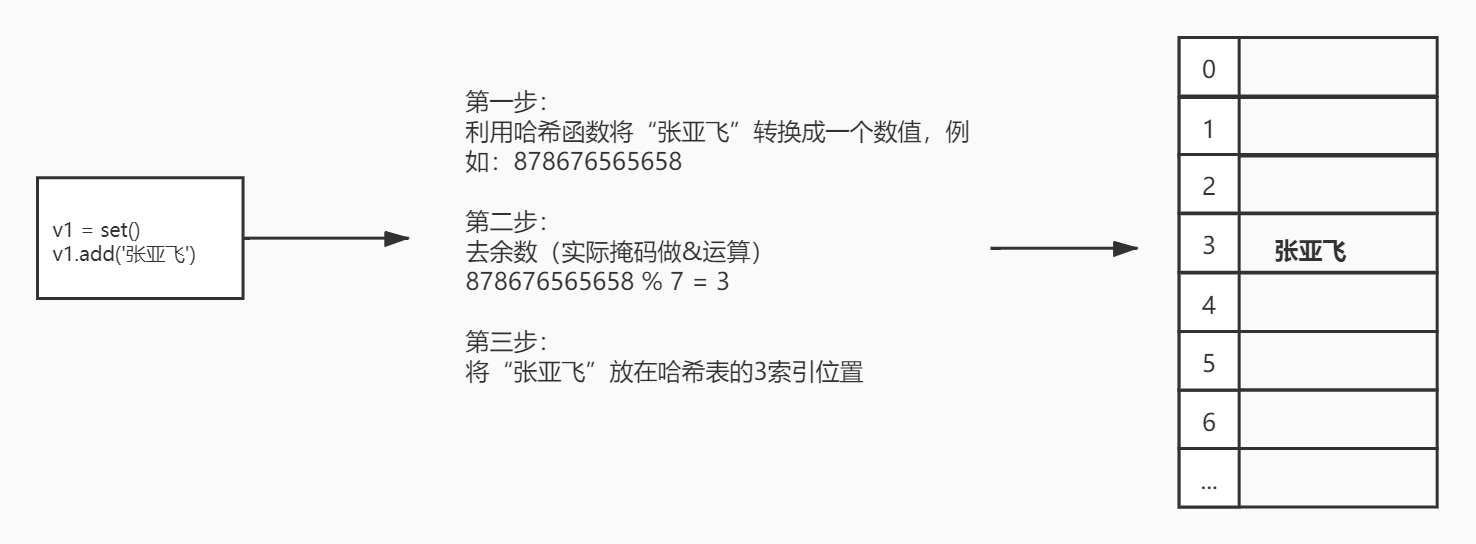 v1 = set()
v1.add('张亚飞')
第一步：
利用哈希函数将“张亚飞”转换成一个数值，例
如：878676565658
第二步：
去余数（实际掩码做&运算）
878676565658 % 7 = 3
第三步：
将“张亚飞”放在哈希表的3索引位置
0
1
2
3 张亚飞
4
5
6
...